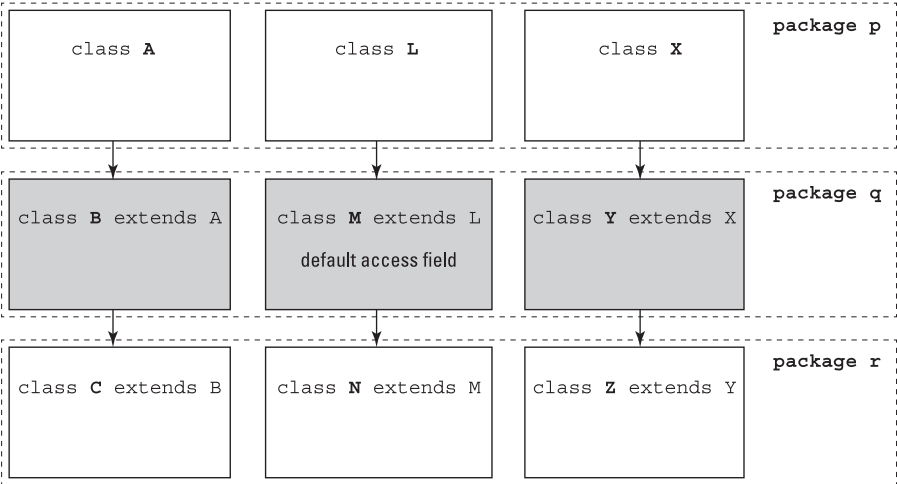 package p
class A
class L
class X
package q
class B extends A
class M extends L
class Y extends X
default access field
package r
class C extends B
class N extends M
class Z extends Y